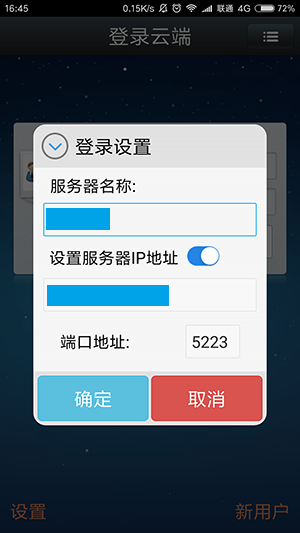 16:45
0.15K/s
联通 4G 72%
登录云端
登录设置
服务器名称:
设置服务器IP地址
端口地址: 5223
确定 取消
设置 新用户